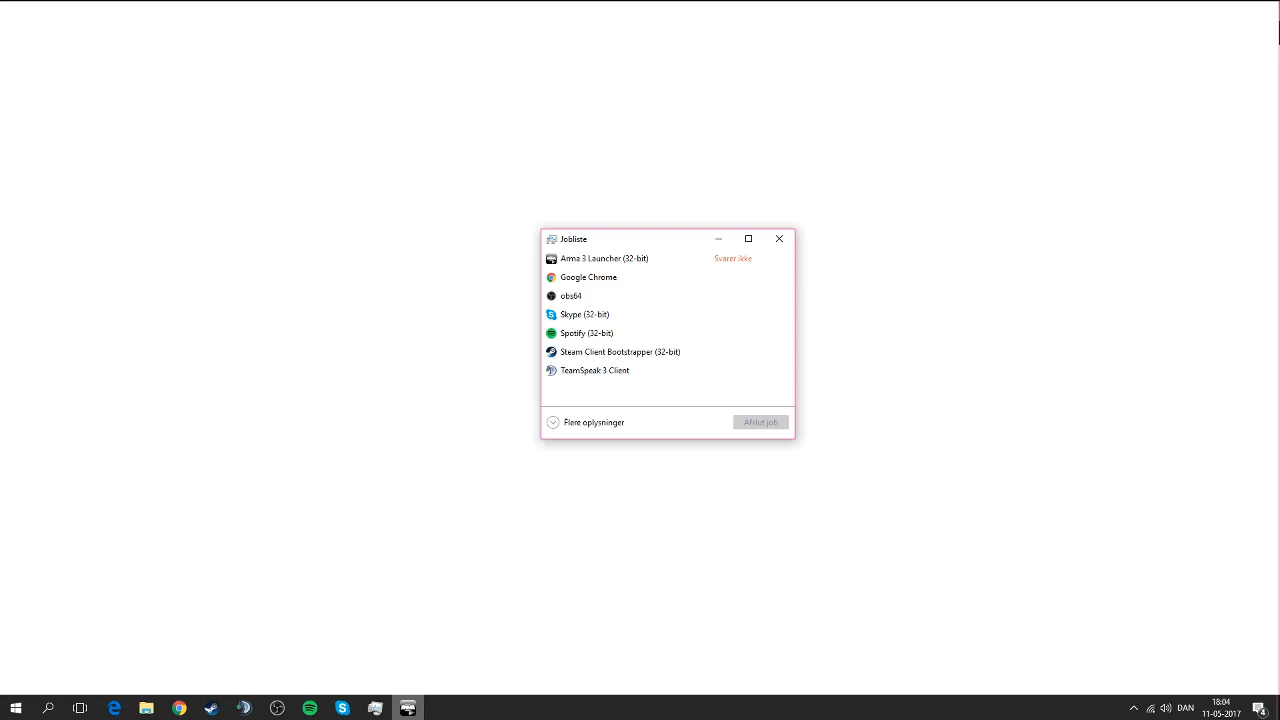 Jobliste
Arma 3 Launcher (32-bit) Svarer ikke
Google Chrome
obs64
Skype (32-bit)
Spotify (32-bit)
Steam Client Bootstrapper (32-bit)
TeamSpeak 3 Client
Flere oplysninger Afslut job
18:04
DAN
11-05-2017
4